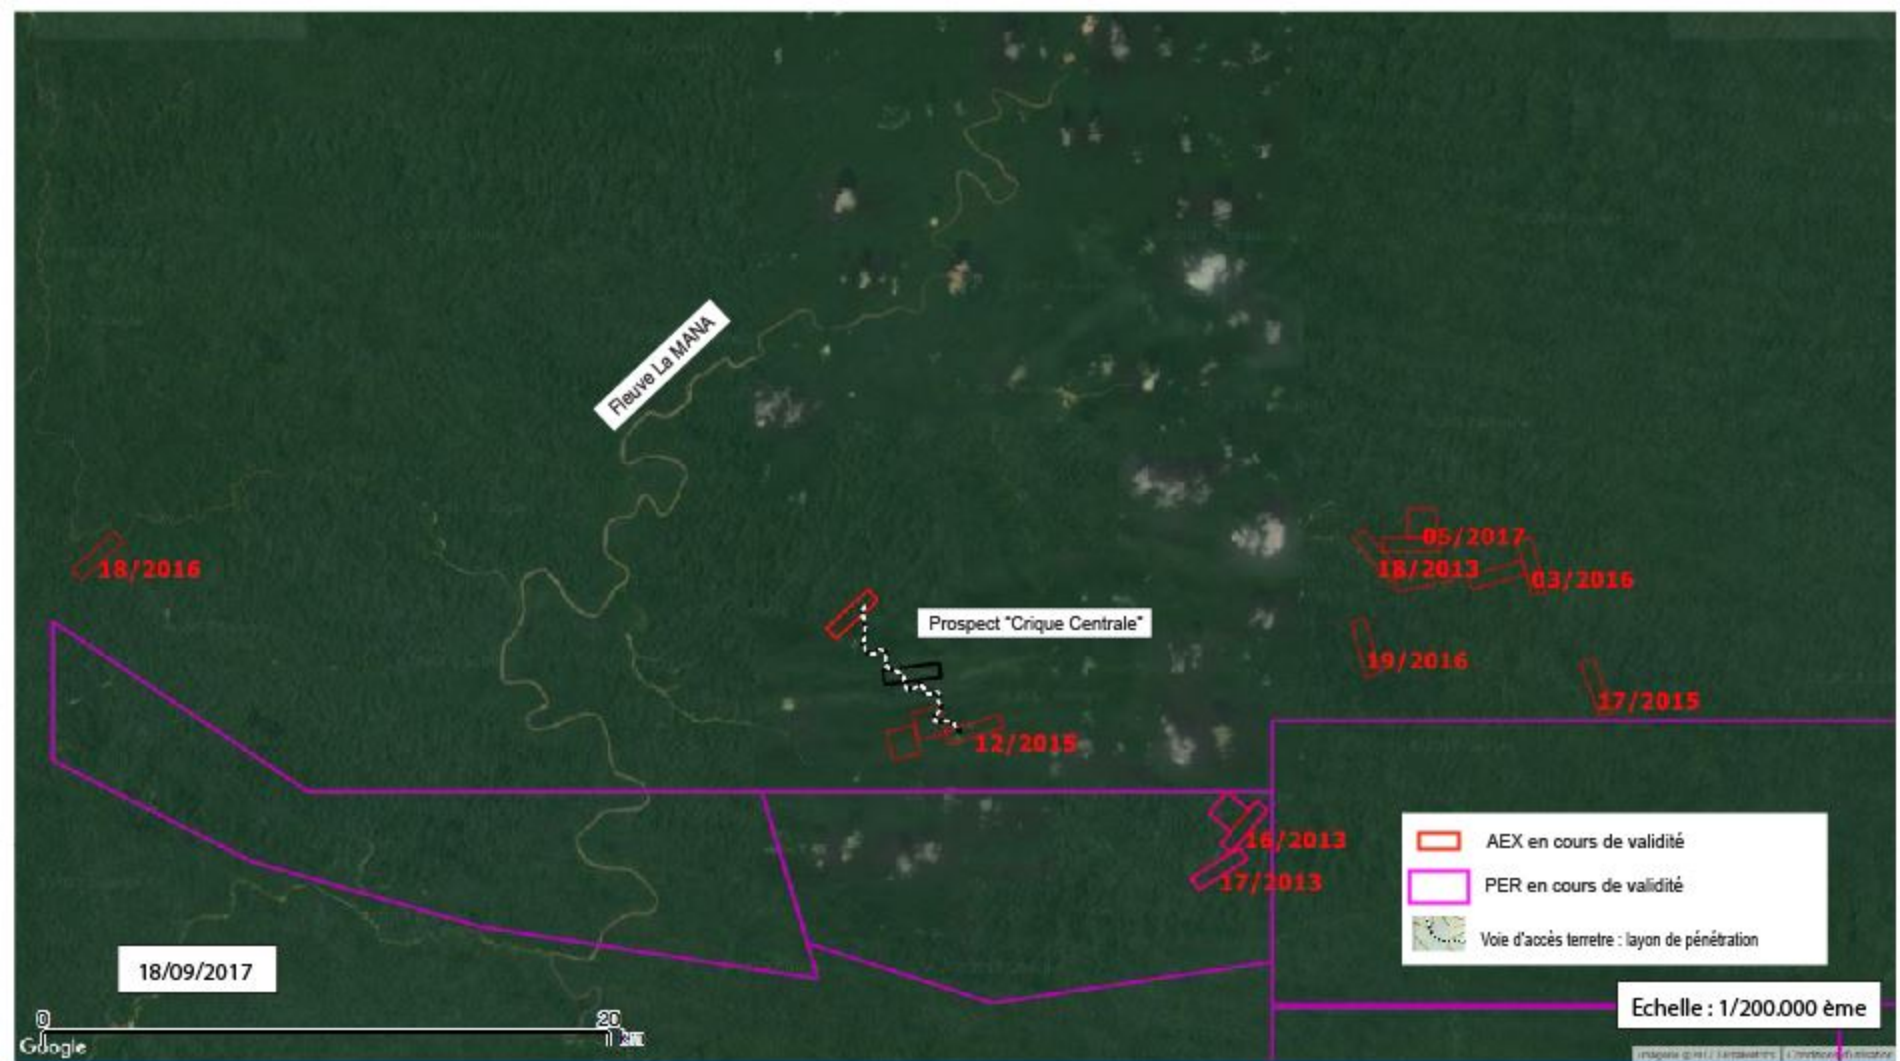 Fleuve La MANA
05/2017
18/2016
18/2013
03/2016
Prospect "Crique Centrale"
19/2016
17/2015
12/2015
16/2013
17/2013
AEX en cours de validité
PER en cours de validité
Voie d'accès terretre : layon de pénétration
18/09/2017
Echelle : 1/200.000 ème
0
20
km
Google